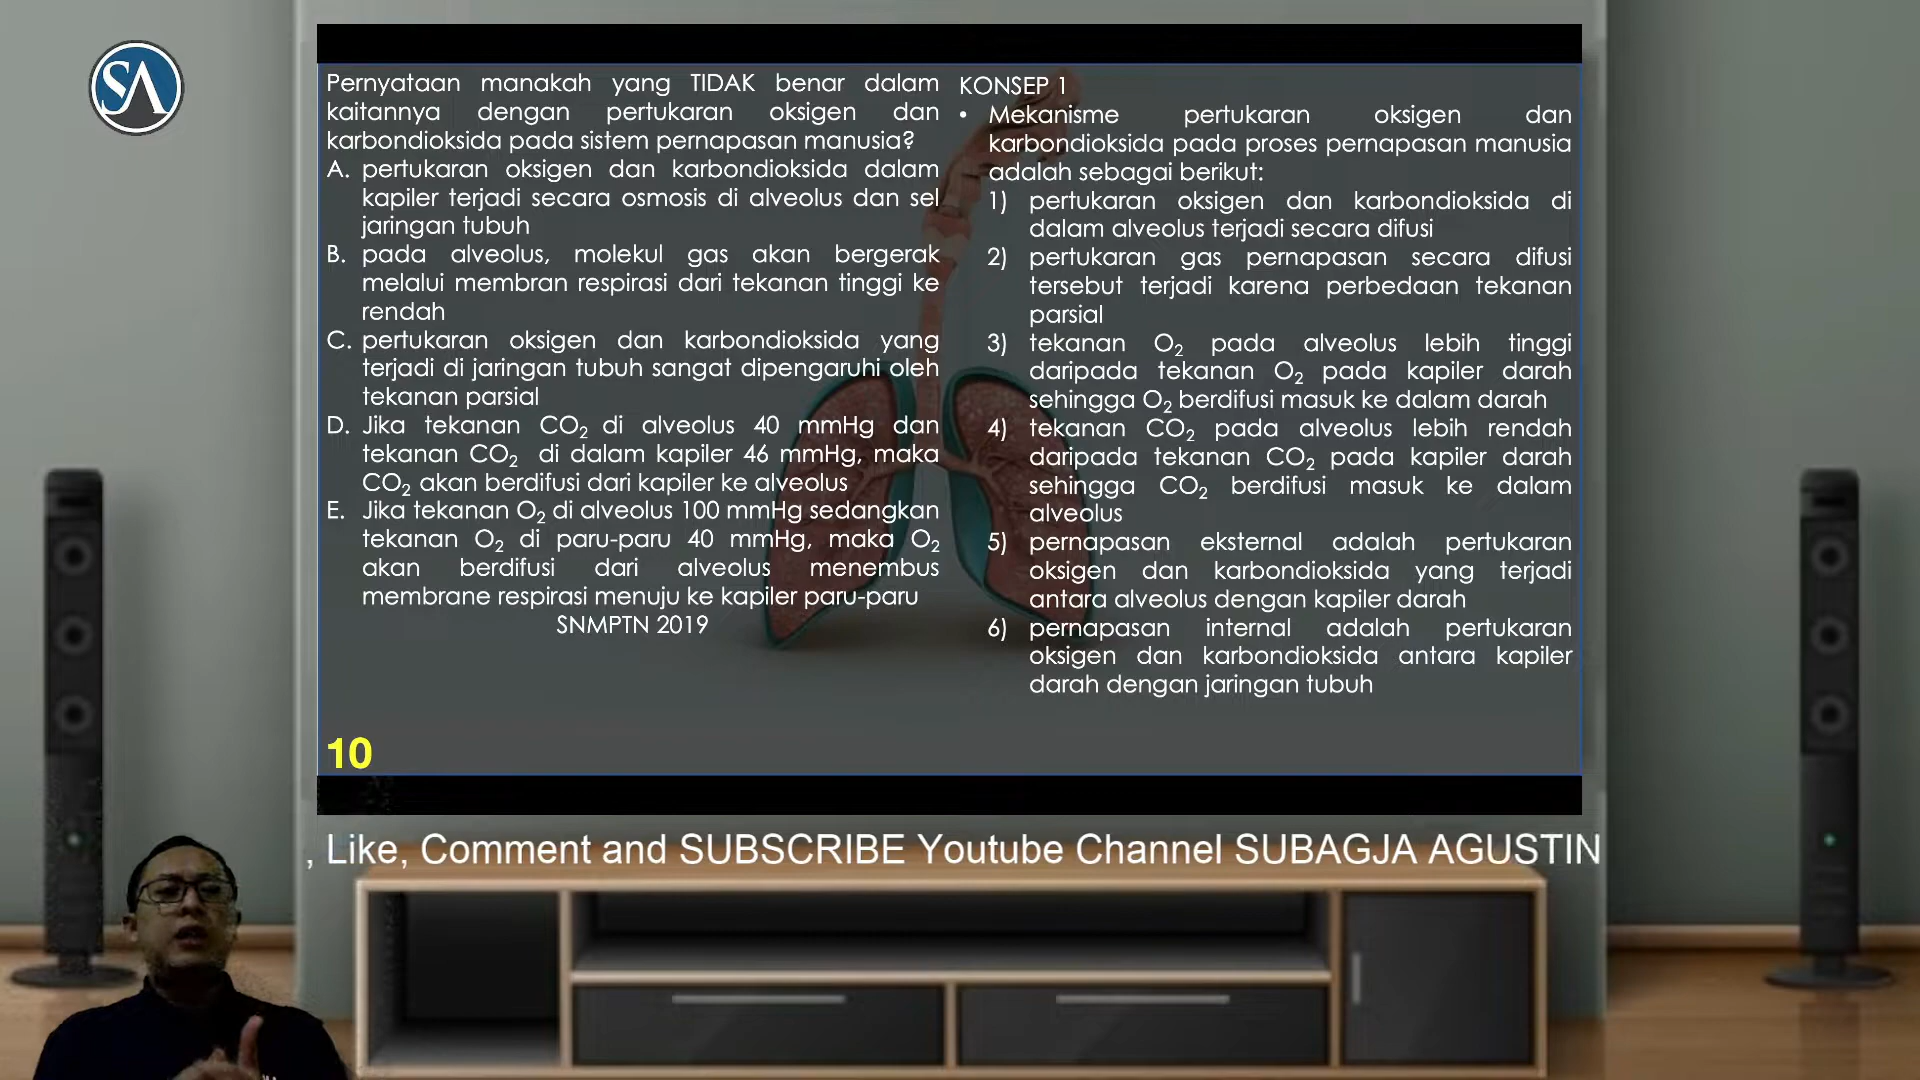 SA
Pernyataan manakah yang TIDAK benar dalam
kaitannya dengan pertukaran oksigen dan
karbondioksida pada sistem pernapasan manusia?
A. pertukaran oksigen dan karbondioksida dalam
kapiler terjadi secara osmosis di alveolus dan sel
jaringan tubuh
B. pada alveolus, molekul gas akan bergerak
melalui membran respirasi dari tekanan tinggi ke
rendah
C. pertukaran oksigen dan karbondioksida yang
terjadi di jaringan tubuh sangat dipengaruhi oleh
tekanan parsial
D. Jika tekanan CO₂ di alveolus 40 mmHg dan
tekanan CO₂ di dalam kapiler 46 mmHg, maka
CO₂ akan berdifusi dari kapiler ke alveolus
E. Jika tekanan O₂ di alveolus 100 mmHg sedangkan
tekanan O₂ di paru-paru 40 mmHg, maka O₂
akan berdifusi dari alveolus menembus
membrane respirasi menuju ke kapiler paru-paru
SNMPTN 2019
10
KONSEP 1
• Mekanisme pertukaran oksigen dan
karbondioksida pada proses pernapasan manusia
adalah sebagai berikut:
1) pertukaran oksigen dan karbondioksida di
dalam alveolus terjadi secara difusi
2) pertukaran gas pernapasan secara difusi
tersebut terjadi karena perbedaan tekanan
parsial
3) tekanan O₂ pada alveolus lebih tinggi
daripada tekanan O₂ pada kapiler darah
sehingga O₂ berdifusi masuk ke dalam darah
4) tekanan CO₂ pada alveolus lebih rendah
daripada tekanan CO₂ pada kapiler darah
sehingga CO₂ berdifusi masuk ke dalam
alveolus
5) pernapasan eksternal adalah pertukaran
oksigen dan karbondioksida yang terjadi
antara alveolus dengan kapiler darah
6) pernapasan internal adalah pertukaran
oksigen dan karbondioksida antara kapiler
darah dengan jaringan tubuh
, Like, Comment and SUBSCRIBE Youtube Channel SUBAGJA AGUSTIN